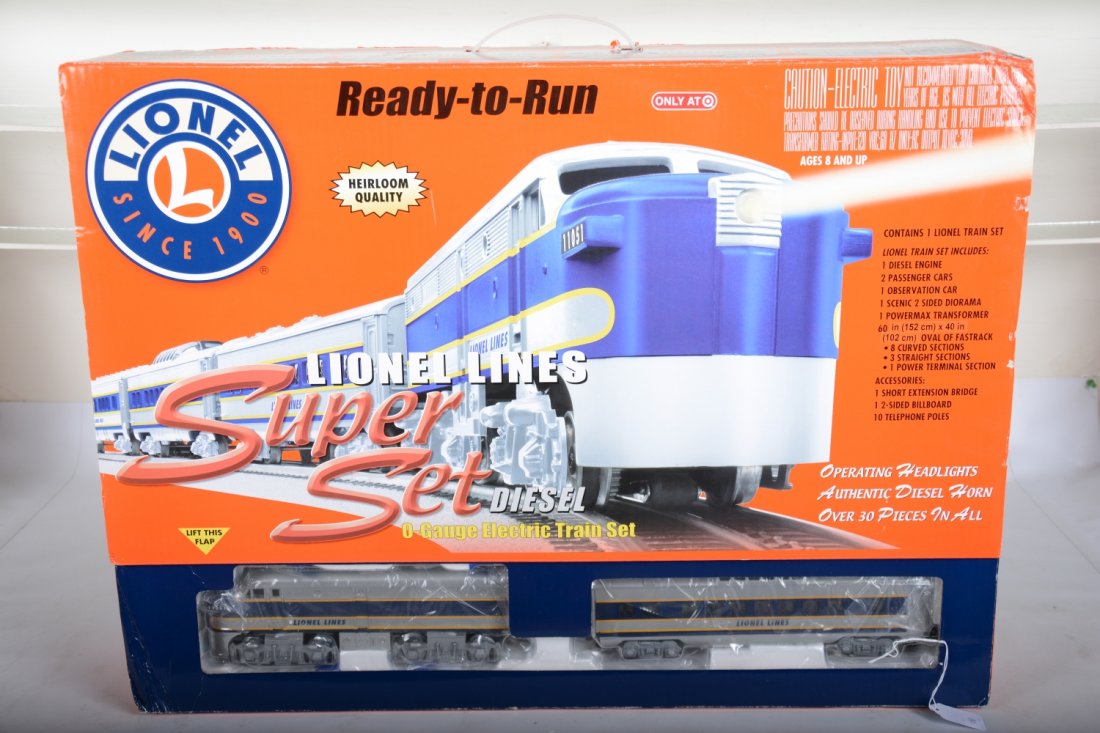 LIONEL
L
SINCE 1900
®
Ready-to-Run
HEIRLOOM
QUALITY
ONLY AT
CAUTION–ELECTRIC TOY
AGES 8 AND UP
11051
CONTAINS 1 LIONEL TRAIN SET
LIONEL TRAIN SET INCLUDES:
1 DIESEL ENGINE
2 PASSENGER CARS
1 OBSERVATION CAR
1 SCENIC 2 SIDED DIORAMA
1 POWERMAX TRANSFORMER
60 in (152 cm) x 40 in
(102 cm) OVAL OF FASTRACK
• 8 CURVED SECTIONS
• 3 STRAIGHT SECTIONS
• 1 POWER TERMINAL SECTION
ACCESSORIES:
1 SHORT EXTENSION BRIDGE
1 2-SIDED BILLBOARD
10 TELEPHONE POLES
LIONEL LINES
LIONEL LINES
Super
Set
DIESEL
O-Gauge Electric Train Set
OPERATING HEADLIGHTS
AUTHENTIC DIESEL HORN
OVER 30 PIECES IN ALL
LIFT THIS
FLAP
LIONEL LINES
LIONEL LINES